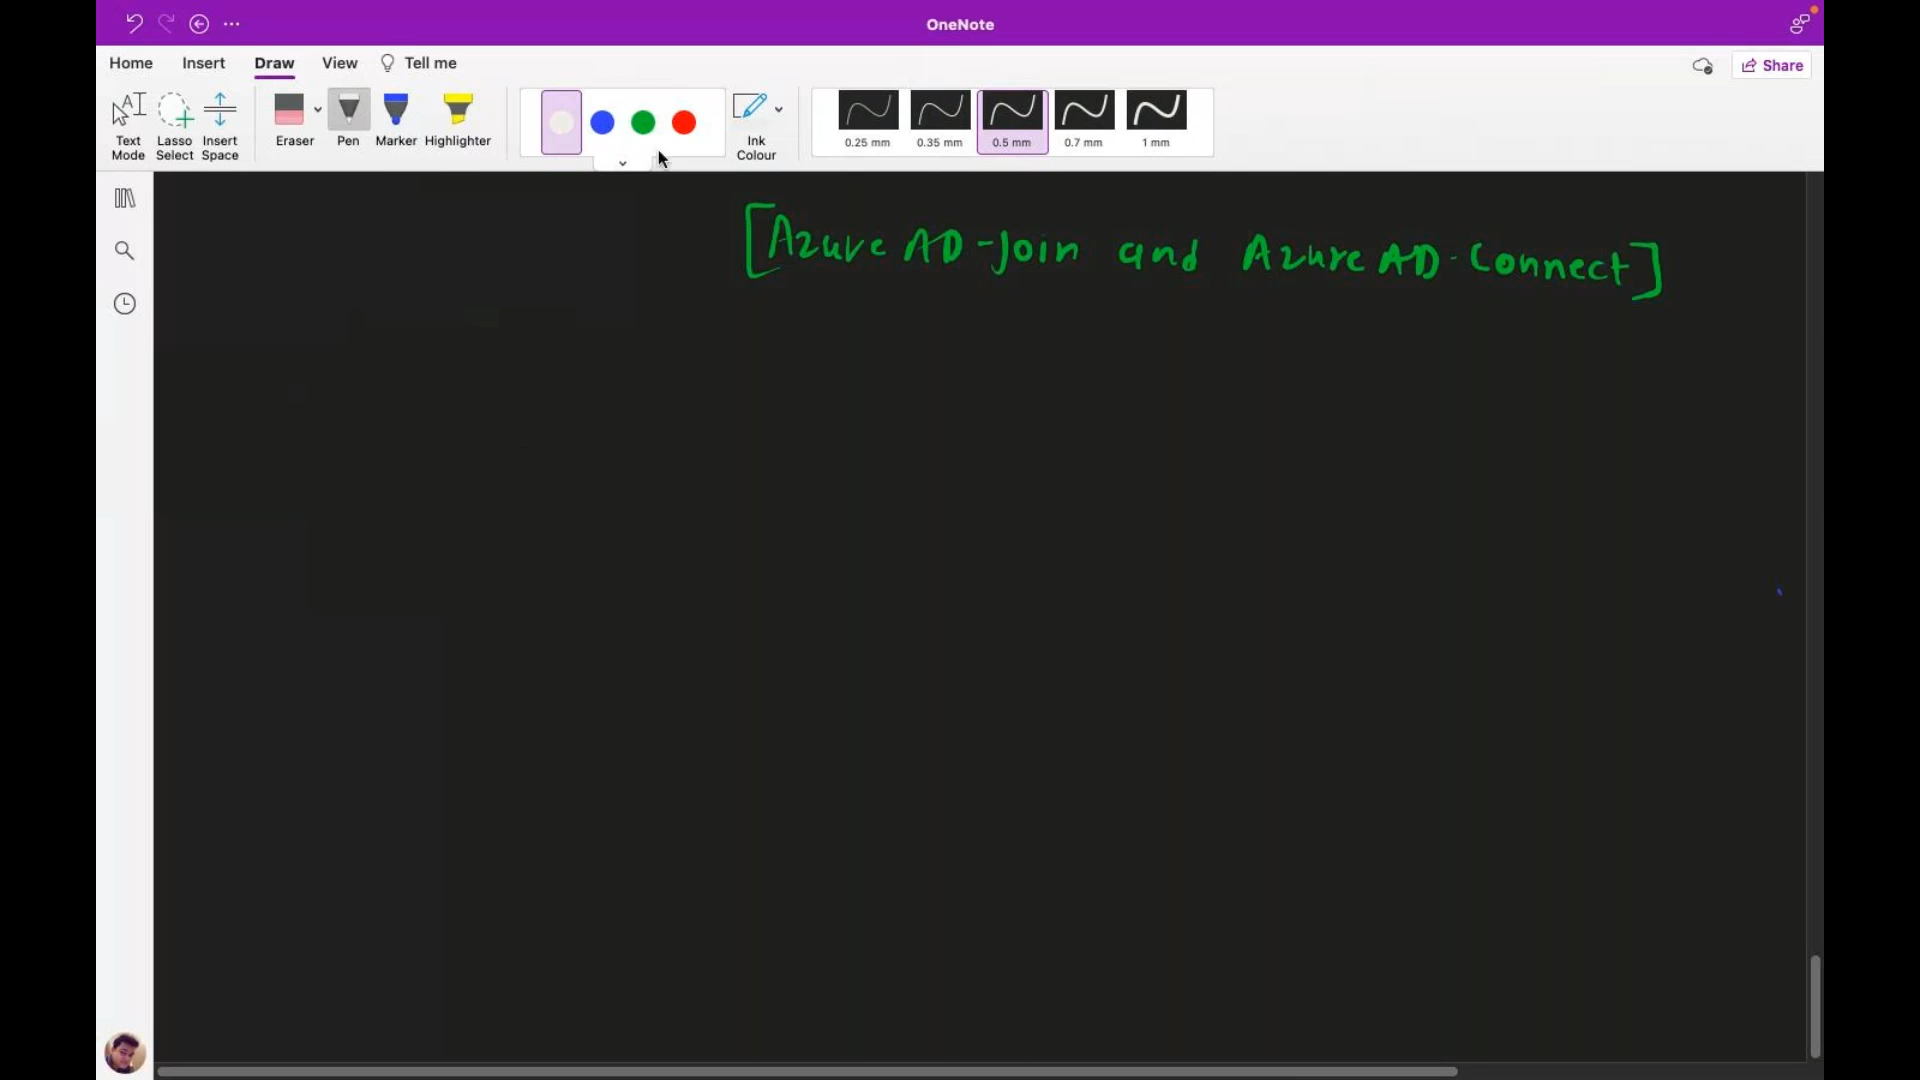 OneNote
Home Insert Draw View Tell me
Share
Text Mode
Lasso Select
Insert Space
Eraser
Pen
Marker
Highlighter
Ink Colour
0.25 mm
0.35 mm
0.5 mm
0.7 mm
1 mm
[Azure AD-Join and Azure AD-Connect]